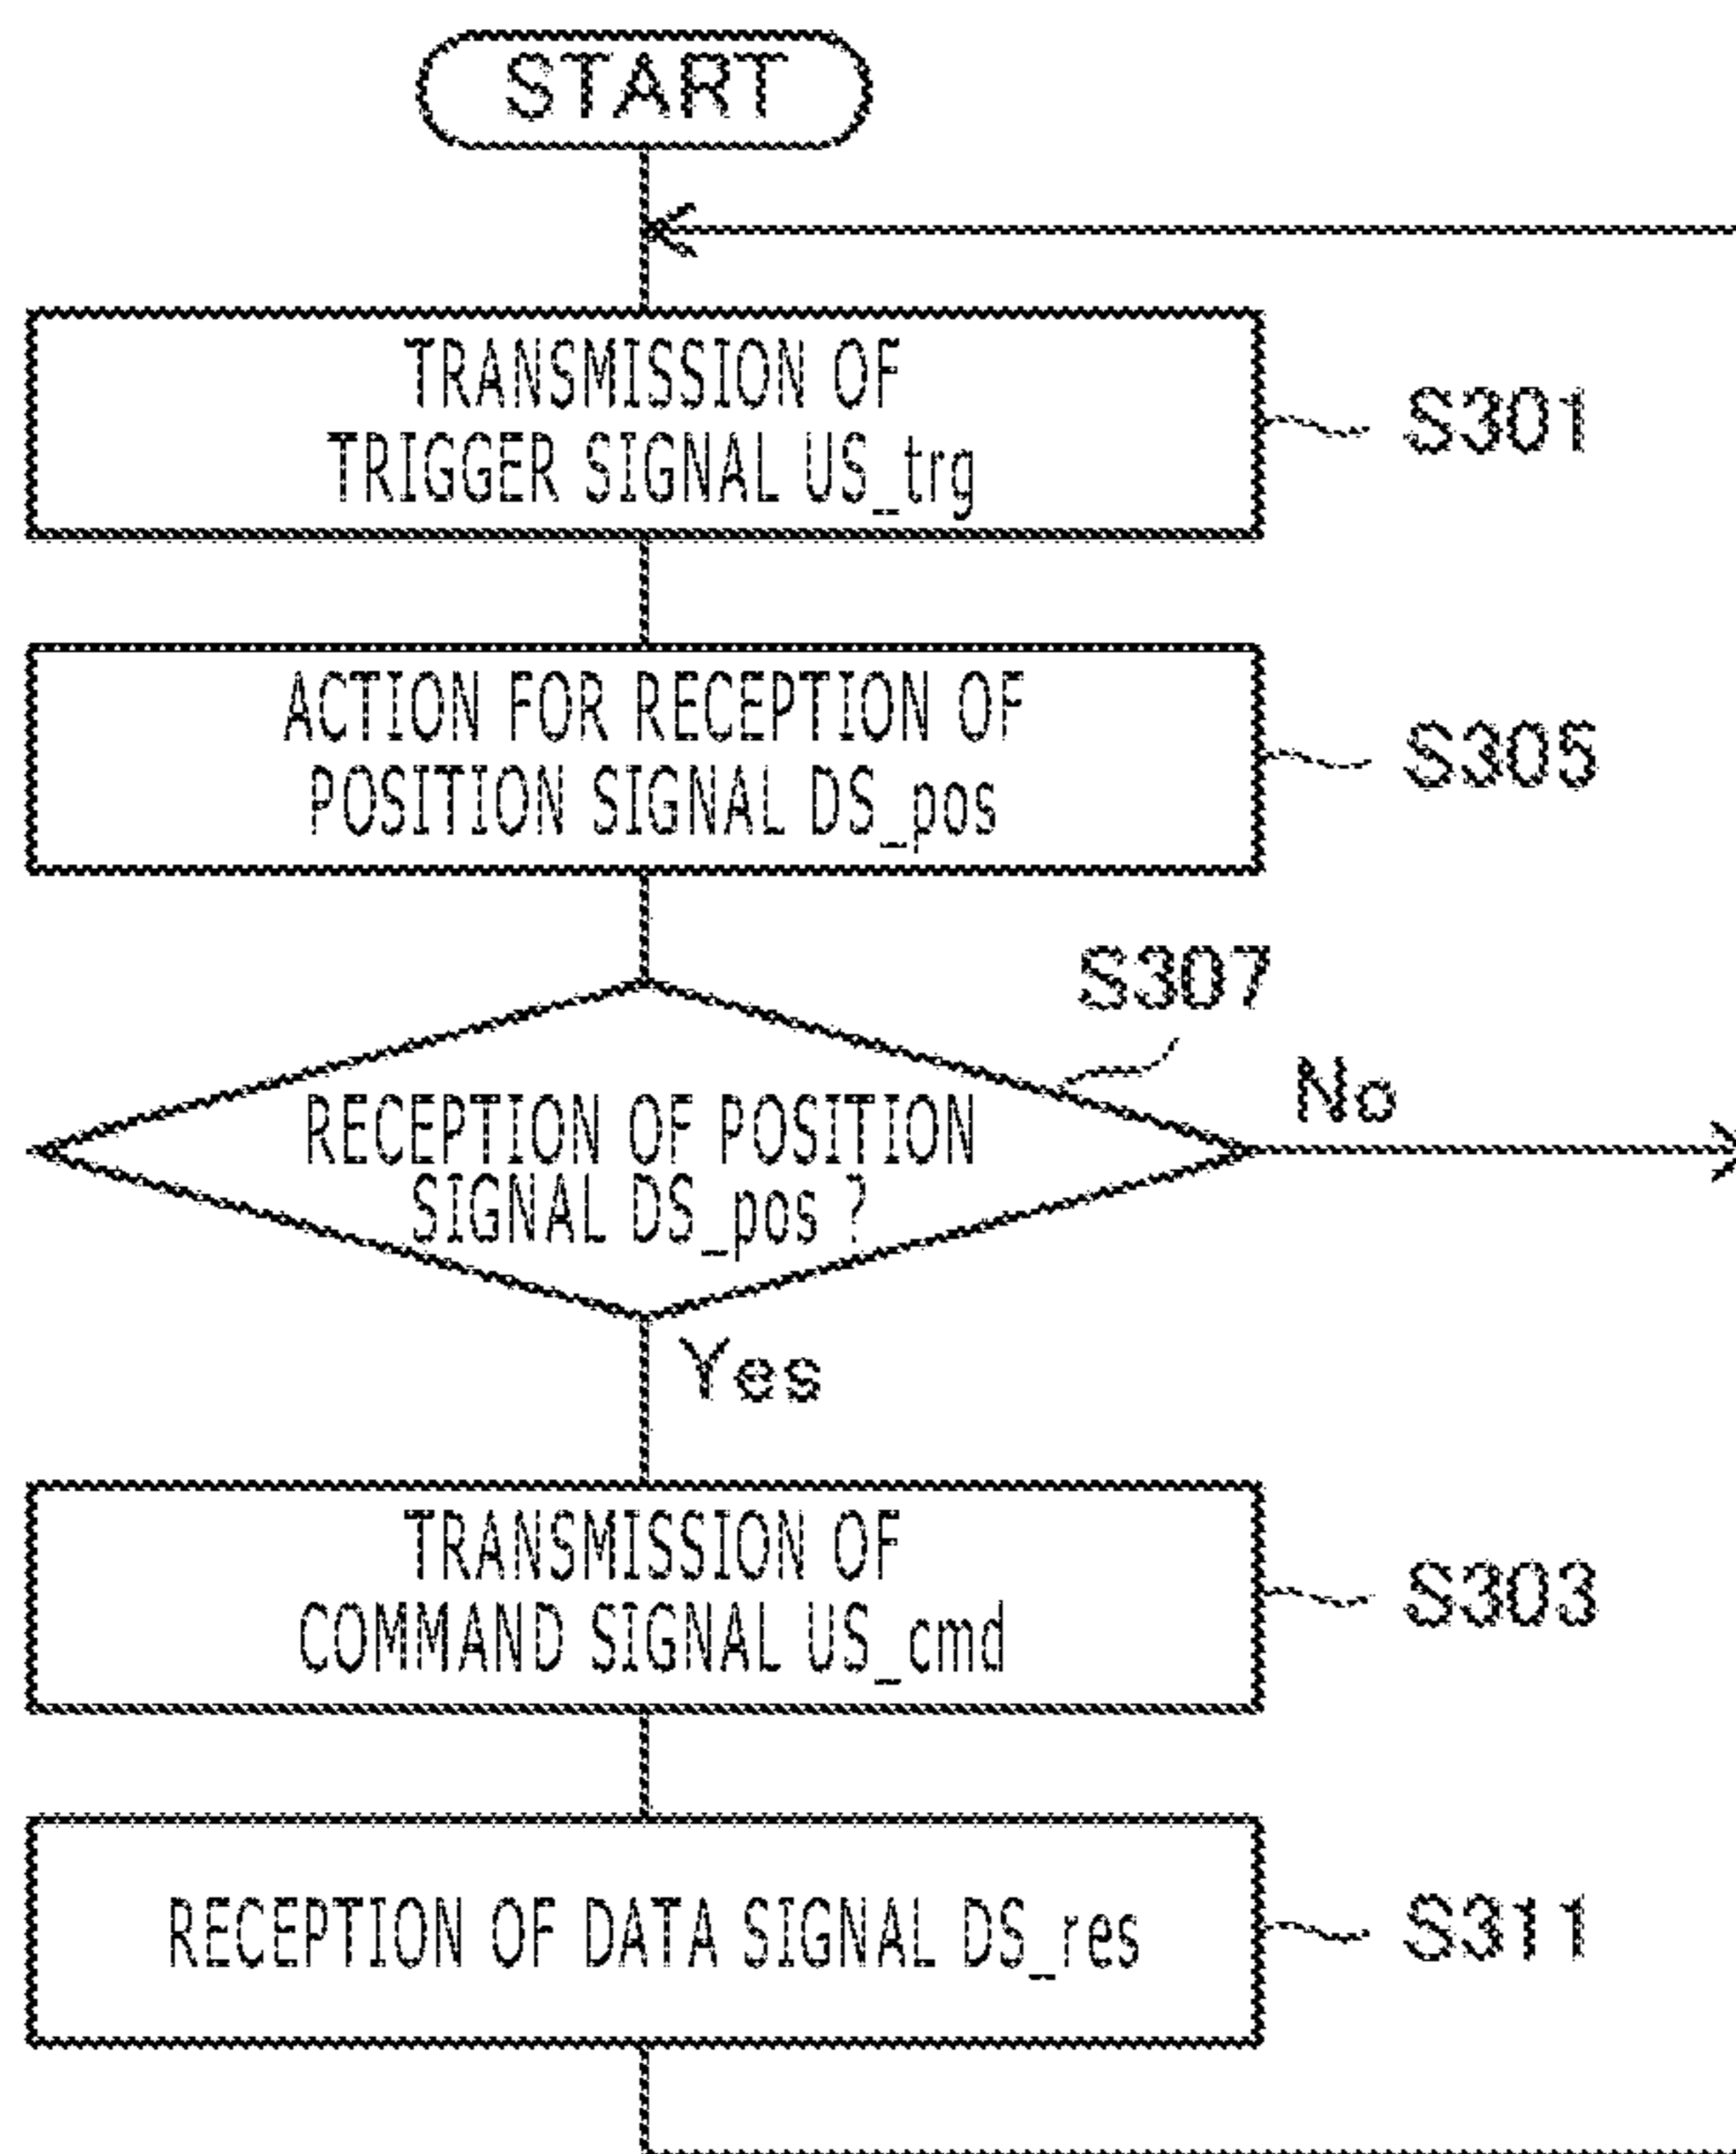 START
TRANSMISSION OF
TRIGGER SIGNAL US_trg
S301
ACTION FOR RECEPTION OF
POSITION SIGNAL DS_pos
S305
S307
No
RECEPTION OF POSITION
SIGNAL DS_pos ?
Yes
TRANSMISSION OF
COMMAND SIGNAL US_cmd
S303
RECEPTION OF DATA SIGNAL DS_res
S311